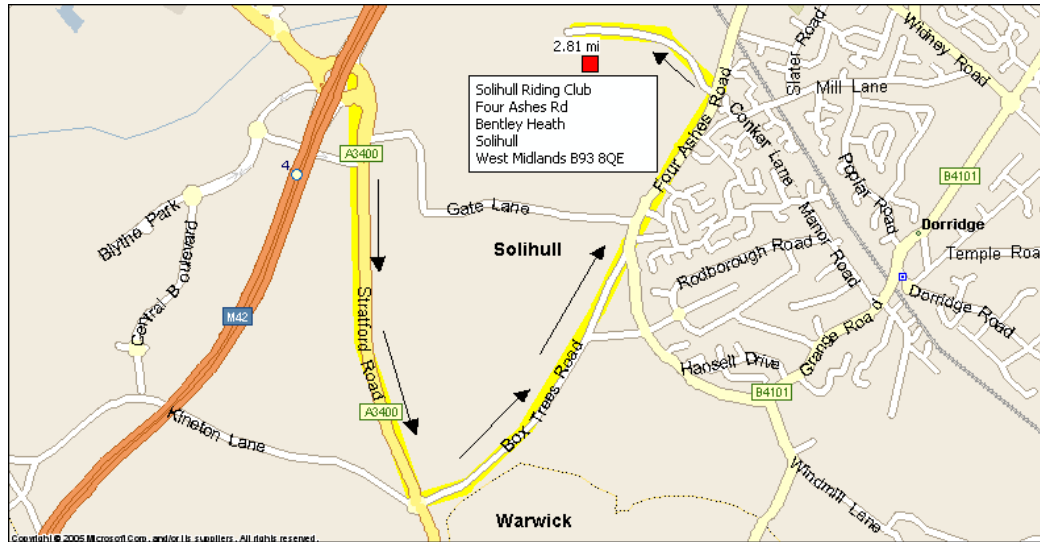 Widney Road
Slater Road
2.81 mi
Solihull Riding Club
Four Ashes Rd
Bentley Heath
Solihull
West Midlands B93 8QE
Mill Lane
Four Ashes Road
Conker Lane
A3400
4
B4101
Poplar Road
Manor Road
Blythe Park
Gate Lane
Dorridge
Solihull
Rodborough Road
Temple Roa
Central Boulevard
Stratford Road
Dorridge Road
M42
Grange Road
Hanselt Drive
Box Trees Road
B4101
A3400
Kineton Lane
Windmill Lane
Warwick
Copyright © 2005 Microsoft Corp. and/or its suppliers. All rights reserved.